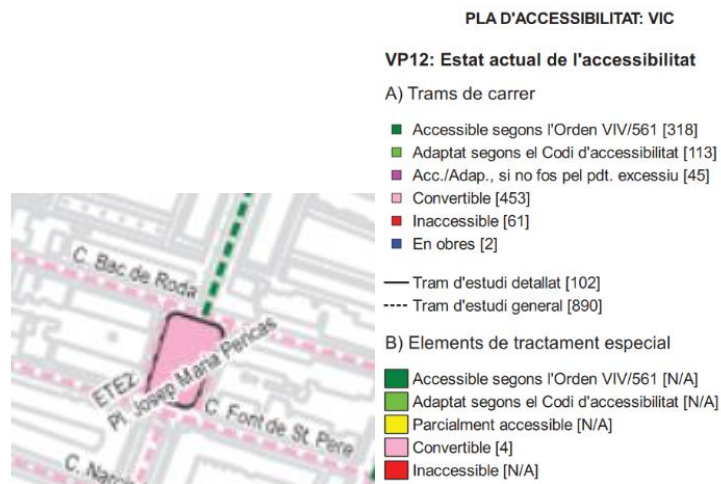 PLA D'ACCESSIBILITAT: VIC
VP12: Estat actual de l'accessibilitat
A) Trams de carrer
Accessible segons l'Orden VIV/561 [318]
Adaptat segons el Codi d'accessibilitat [113]
Acc./Adap., si no fos pel pdt. excessiu [45]
Convertible [453]
Inaccessible [61]
En obres [2]
Tram d'estudi detallat [102]
Tram d'estudi general [890]
B) Elements de tractament especial
Accessible segons l'Orden VIV/561 [N/A]
Adaptat segons el Codi d'accessibilitat [N/A]
Parcialment accessible [N/A]
Convertible [4]
Inaccessible [N/A]
C. Bac de Roda
ETE2:
Pl. Josep Maria Pericas
C. Font de St. Pere
C.